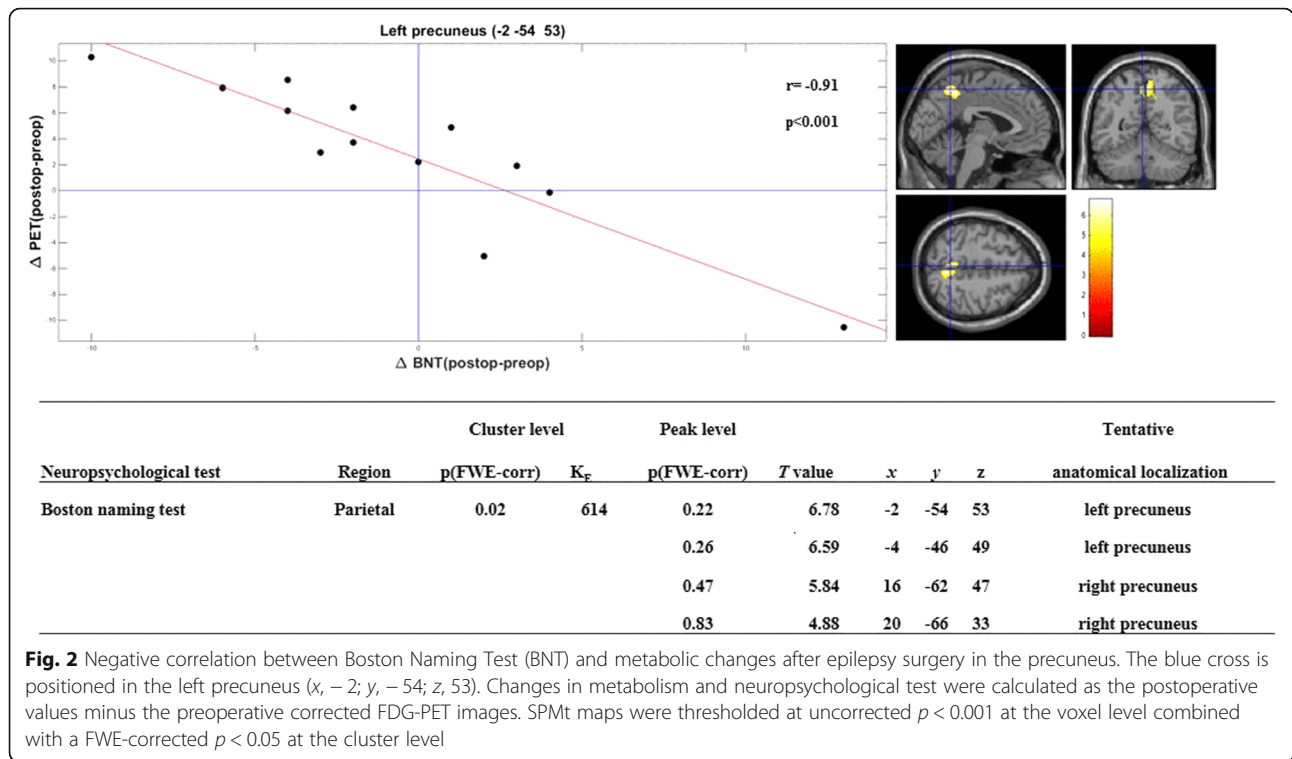 Left precuneus (-2 -54 53)
r= -0.91
p<0.001
10
8
6
4
2
0
-2
-4
-6
-8
-10
Δ PET(postop-preop)
-10
-5
0
5
10
Δ BNT(postop-preop)
6
5
4
3
2
1
0
Cluster level Peak level Tentative
Neuropsychological test Region p(FWE-corr) K_E p(FWE-corr) T value x y z anatomical localization
Boston naming test Parietal 0.02 614 0.22 6.78 -2 -54 53 left precuneus
0.26 6.59 -4 -46 49 left precuneus
0.47 5.84 16 -62 47 right precuneus
0.83 4.88 20 -66 33 right precuneus
Fig. 2 Negative correlation between Boston Naming Test (BNT) and metabolic changes after epilepsy surgery in the precuneus. The blue cross is
positioned in the left precuneus (x, − 2; y, − 54; z, 53). Changes in metabolism and neuropsychological test were calculated as the postoperative
values minus the preoperative corrected FDG-PET images. SPMt maps were thresholded at uncorrected p < 0.001 at the voxel level combined
with a FWE-corrected p < 0.05 at the cluster level